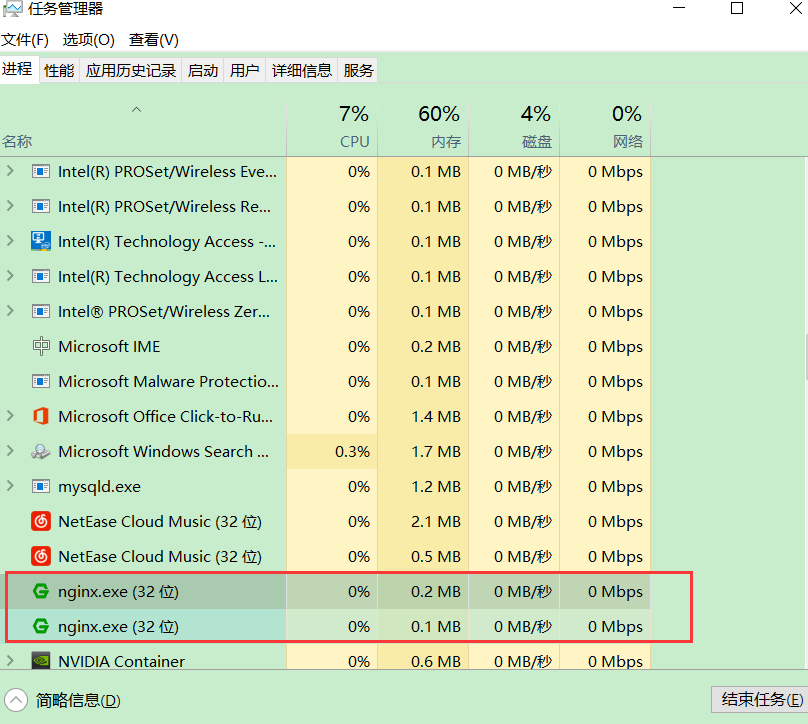 任务管理器
文件(F) 选项(O) 查看(V)
进程 性能 应用历史记录 启动 用户 详细信息 服务
7% 60% 4% 0%
名称 CPU 内存 磁盘 网络
Intel(R) PROSet/Wireless Eve... 0% 0.1 MB 0 MB/秒 0 Mbps
Intel(R) PROSet/Wireless Re... 0% 0.1 MB 0 MB/秒 0 Mbps
Intel(R) Technology Access -... 0% 0.1 MB 0 MB/秒 0 Mbps
Intel(R) Technology Access L... 0% 0.1 MB 0 MB/秒 0 Mbps
Intel® PROSet/Wireless Zer... 0% 0.1 MB 0 MB/秒 0 Mbps
Microsoft IME 0% 0.2 MB 0 MB/秒 0 Mbps
Microsoft Malware Protectio... 0% 0.1 MB 0 MB/秒 0 Mbps
Microsoft Office Click-to-Ru... 0% 1.4 MB 0 MB/秒 0 Mbps
Microsoft Windows Search ... 0.3% 1.7 MB 0 MB/秒 0 Mbps
mysqld.exe 0% 1.2 MB 0 MB/秒 0 Mbps
NetEase Cloud Music (32 位) 0% 2.1 MB 0 MB/秒 0 Mbps
NetEase Cloud Music (32 位) 0% 0.5 MB 0 MB/秒 0 Mbps
nginx.exe (32 位) 0% 0.2 MB 0 MB/秒 0 Mbps
nginx.exe (32 位) 0% 0.1 MB 0 MB/秒 0 Mbps
NVIDIA Container 0% 0.6 MB 0 MB/秒 0 Mbps
简略信息(D) 结束任务(E)